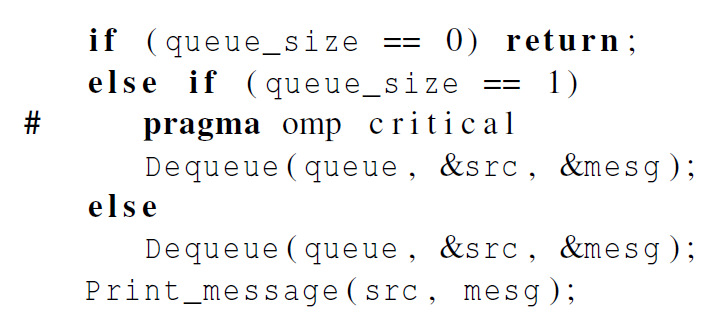 if (queue_size == 0) return;
else if (queue_size == 1)
# pragma omp critical
Dequeue(queue, &src, &mesg);
else
Dequeue(queue, &src, &mesg);
Print_message(src, mesg);